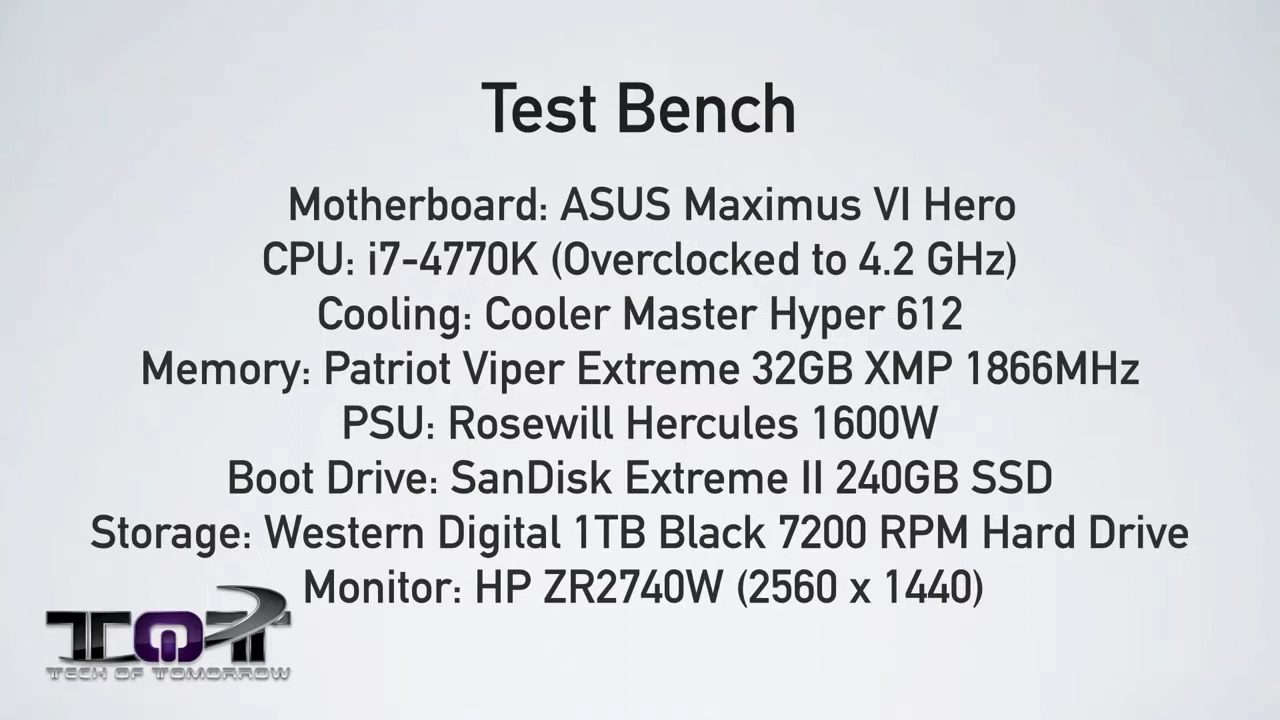 Test Bench
Motherboard: ASUS Maximus VI Hero
CPU: i7-4770K (Overclocked to 4.2 GHz)
Cooling: Cooler Master Hyper 612
Memory: Patriot Viper Extreme 32GB XMP 1866MHz
PSU: Rosewill Hercules 1600W
Boot Drive: SanDisk Extreme II 240GB SSD
Storage: Western Digital 1TB Black 7200 RPM Hard Drive
Monitor: HP ZR2740W (2560 x 1440)
TOT
TECH OF TOMORROW